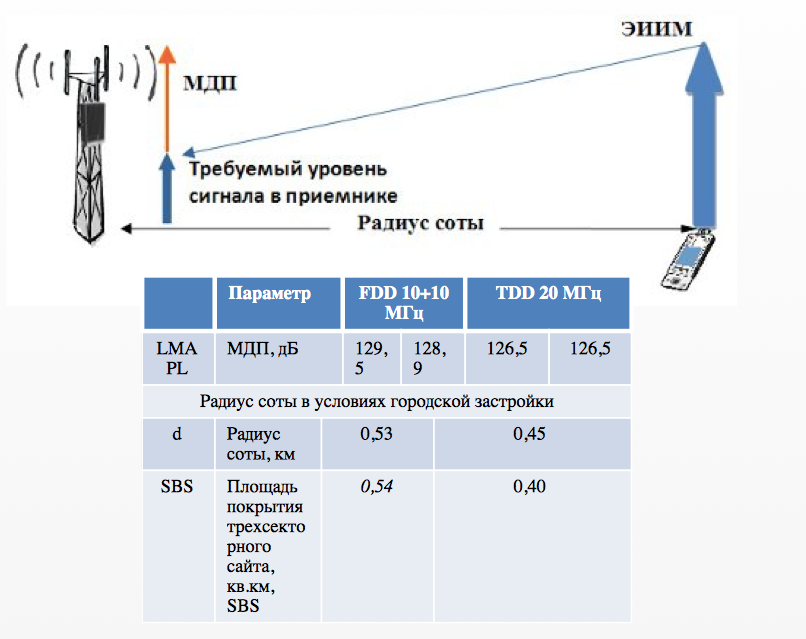 ЭИИМ
МДП
Требуемый уровень
сигнала в приемнике
Радиус соты
Параметр
FDD 10+10
МГц
TDD 20 МГц
LMA
PL
МДП, дБ
129,
5
128,
9
126,5
126,5
Радиус соты в условиях городской застройки
d
Радиус
соты, км
0,53
0,45
SBS
Площадь
покрытия
трехсекто
рного
сайта,
кв.км,
SBS
0,54
0,40